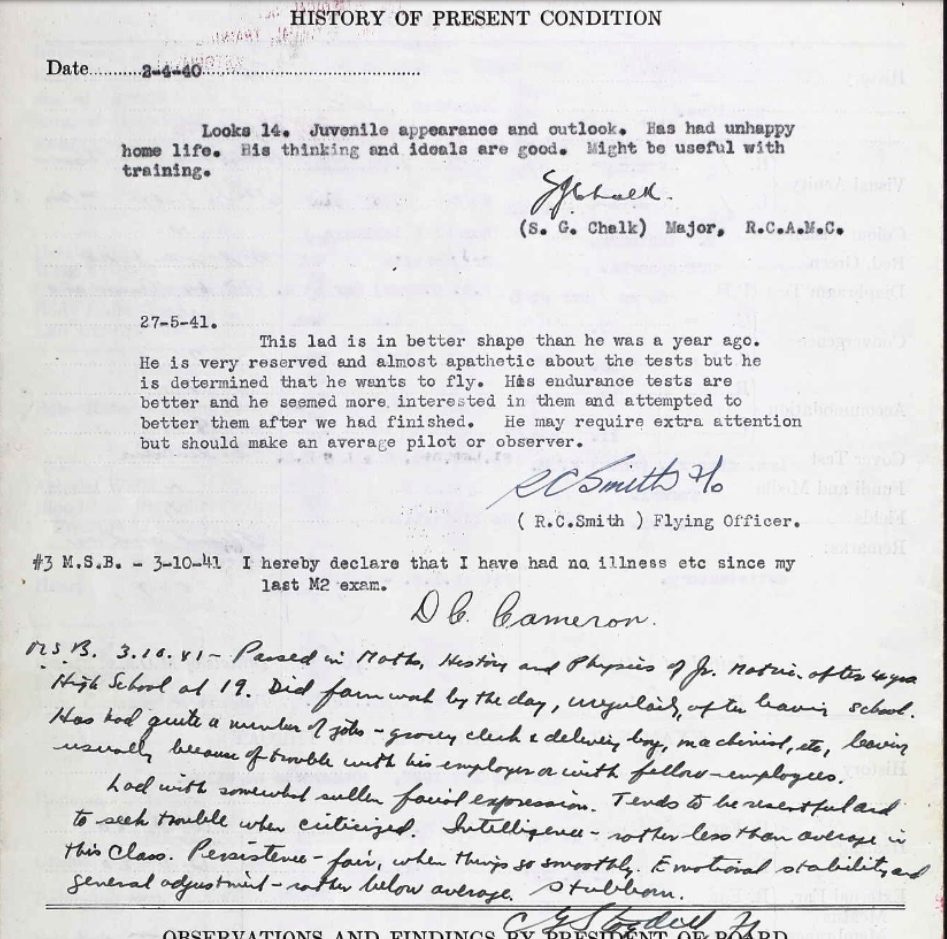 HISTORY OF PRESENT CONDITION
Date 2-4-40
Looks 14. Juvenile appearance and outlook. Has had unhappy
home life. His thinking and ideals are good. Might be useful with
training.
(S. G. Chalk) Major, R.C.A.M.C.
27-5-41.
This lad is in better shape than he was a year ago.
He is very reserved and almost apathetic about the tests but he
is determined that he wants to fly. His endurance tests are
better and he seemed more interested in them and attempted to
better them after we had finished. He may require extra attention
but should make an average pilot or observer.
R C Smith F/o
( R.C.Smith ) Flying Officer.
#3 M.S.B. - 3-10-41 I hereby declare that I have had no illness etc since my
last M2 exam.
D C. Cameron.
M S B. 3.10.41 - Passed in Maths, History and Physics of Jr. Matric. after 4 yrs
High School at 19. Did farm work by the day, irregularly, after leaving school.
Has had quite a number of jobs - grocery clerk & delivery boy, machinist, etc, leaving
usually because of trouble with his employer or with fellow-employees.
Lad with somewhat sullen facial expression. Tends to be resentful and
to seek trouble when criticized. Intelligence - rather less than average in
this Class. Persistence - fair, when things go smoothly. Emotional stability and
general adjustment - rather below average. Stubborn.
OBSERVATIONS AND FINDINGS BY PRESIDENT OF BOARD